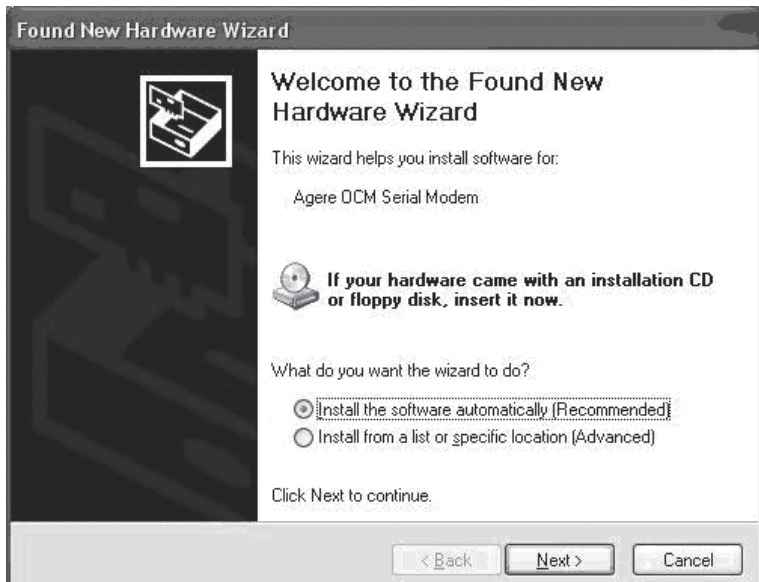 Found New Hardware Wizard
Welcome to the Found New
Hardware Wizard
This wizard helps you install software for:
Agere OCM Serial Modem
If your hardware came with an installation CD
or floppy disk, insert it now.
What do you want the wizard to do?
Install the software automatically (Recommended)
Install from a list or specific location (Advanced)
Click Next to continue.
< Back Next > Cancel